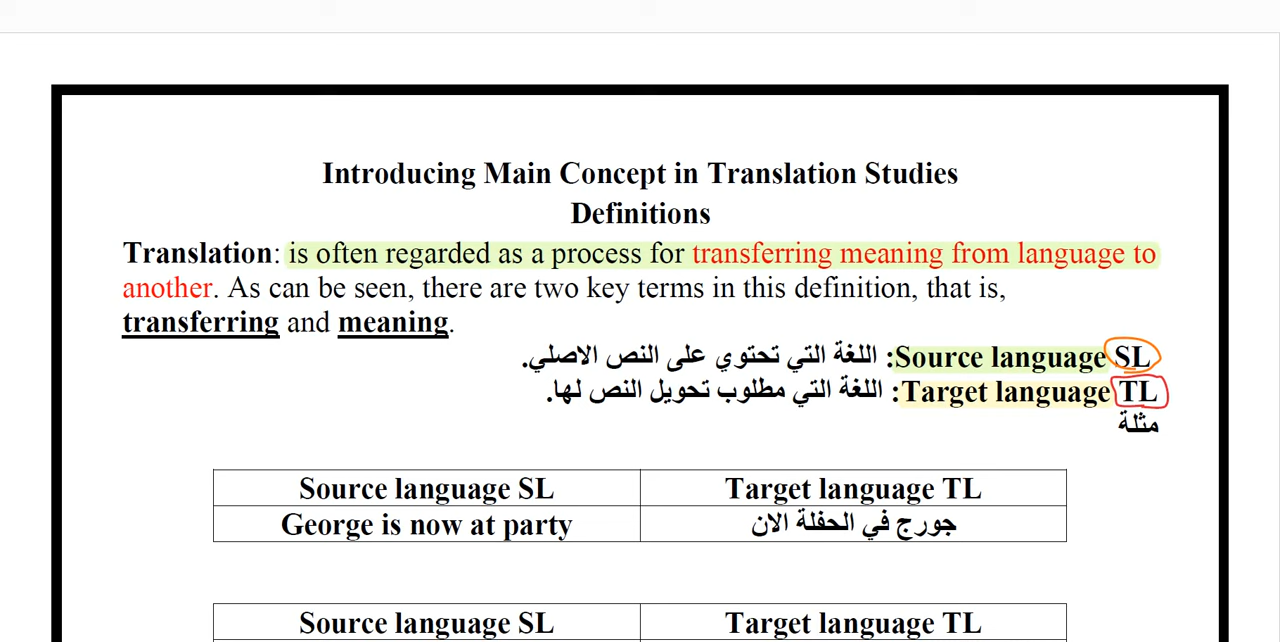 Introducing Main Concept in Translation Studies
Definitions
Translation: is often regarded as a process for transferring meaning from language to
another. As can be seen, there are two key terms in this definition, that is,
transferring and meaning.
Source language SL: اللغة التي تحتوي على النص الاصلي.
Target language TL: اللغة التي مطلوب تحويل النص لها.
مثلة
Source language SL Target language TL
George is now at party جورج في الحفلة الان
Source language SL Target language TL